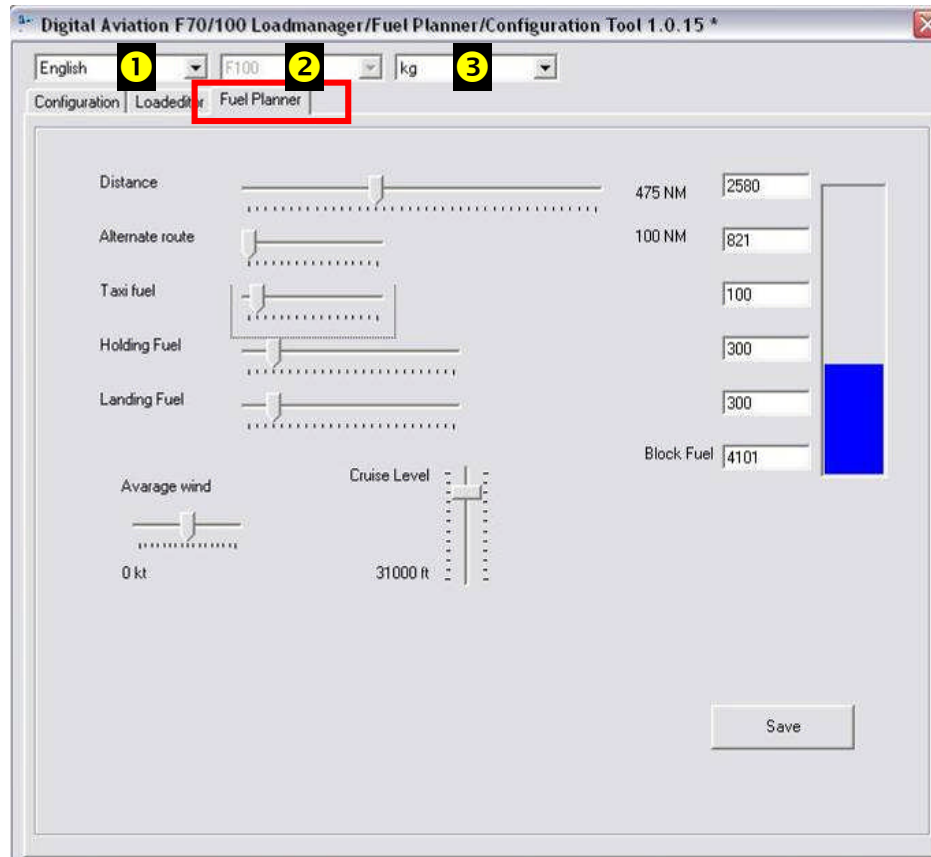 Digital Aviation F70/100 Loadmanager/Fuel Planner/Configuration Tool 1.0.15 *
English 1 F100 2 kg 3
Configuration Loadeditor Fuel Planner
Distance 475 NM 2580
Alternate route 100 NM 821
Taxi fuel 100
Holding Fuel 300
Landing Fuel 300
Block Fuel 4101
Avarage wind Cruise Level
0 kt 31000 ft
Save